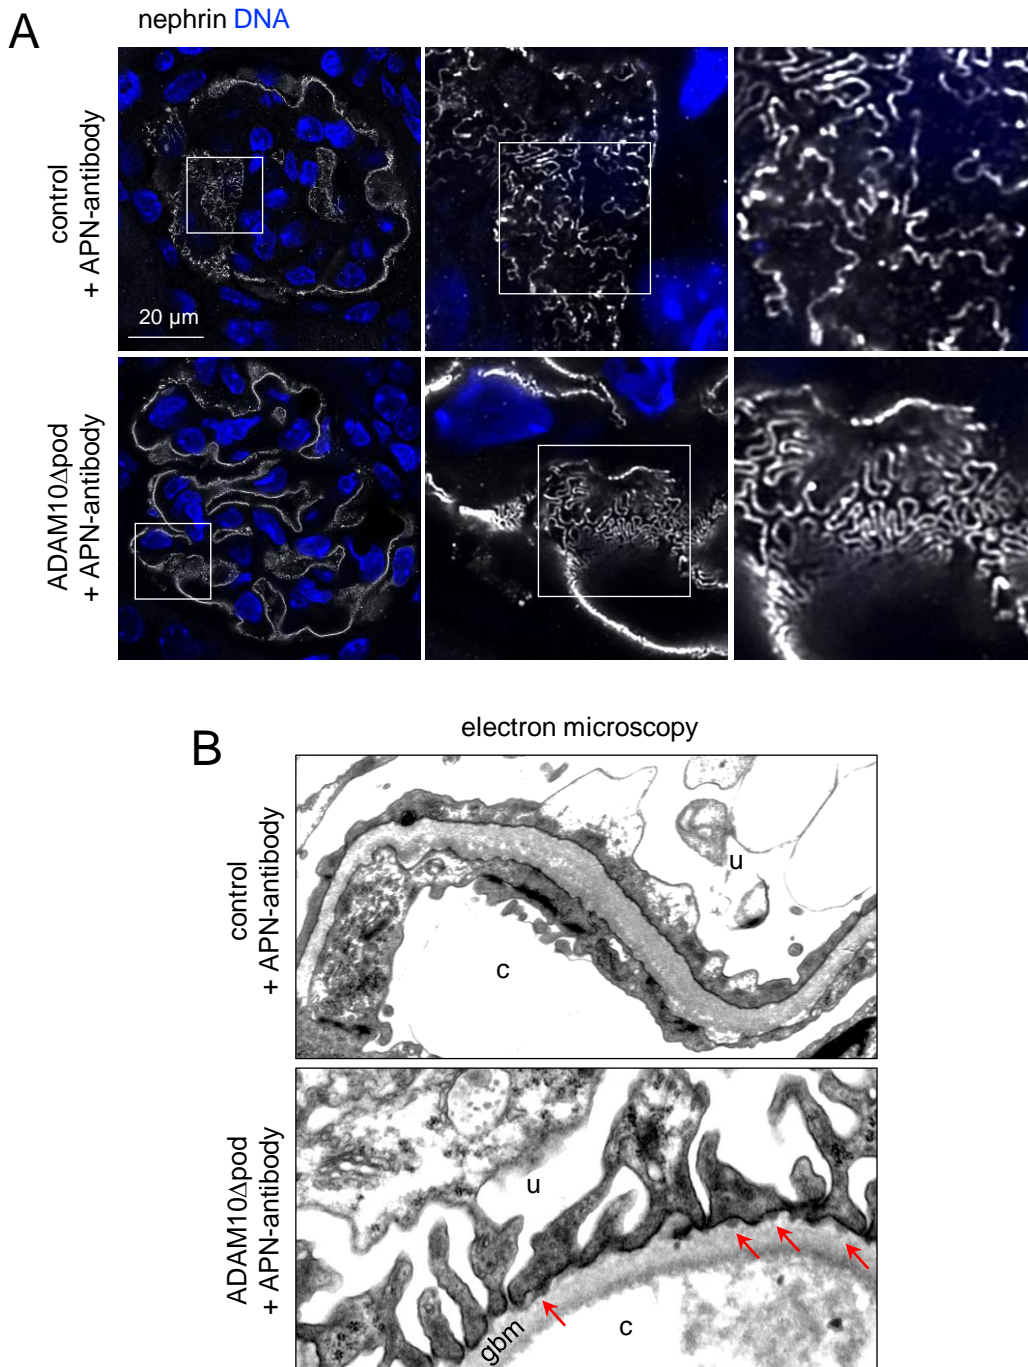 A
nephrin DNA
control
+ APN-antibody
20 µm
ADAM10Δpod
+ APN-antibody
electron microscopy
B
control
+ APN-antibody
u
c
ADAM10Δpod
+ APN-antibody
u
gbm
c